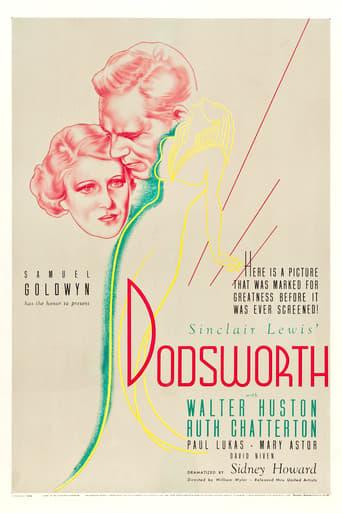 SAMUEL
GOLDWYN
has the honor to present
HERE IS A PICTURE
THAT WAS MARKED FOR
GREATNESS BEFORE IT
WAS EVER SCREENED!
Sinclair Lewis'
DODSWORTH
with
WALTER HUSTON
RUTH CHATTERTON
PAUL LUKAS - MARY ASTOR
DAVID NIVEN
DRAMATIZED BY Sidney Howard
Directed by William Wyler - Released thru United Artists